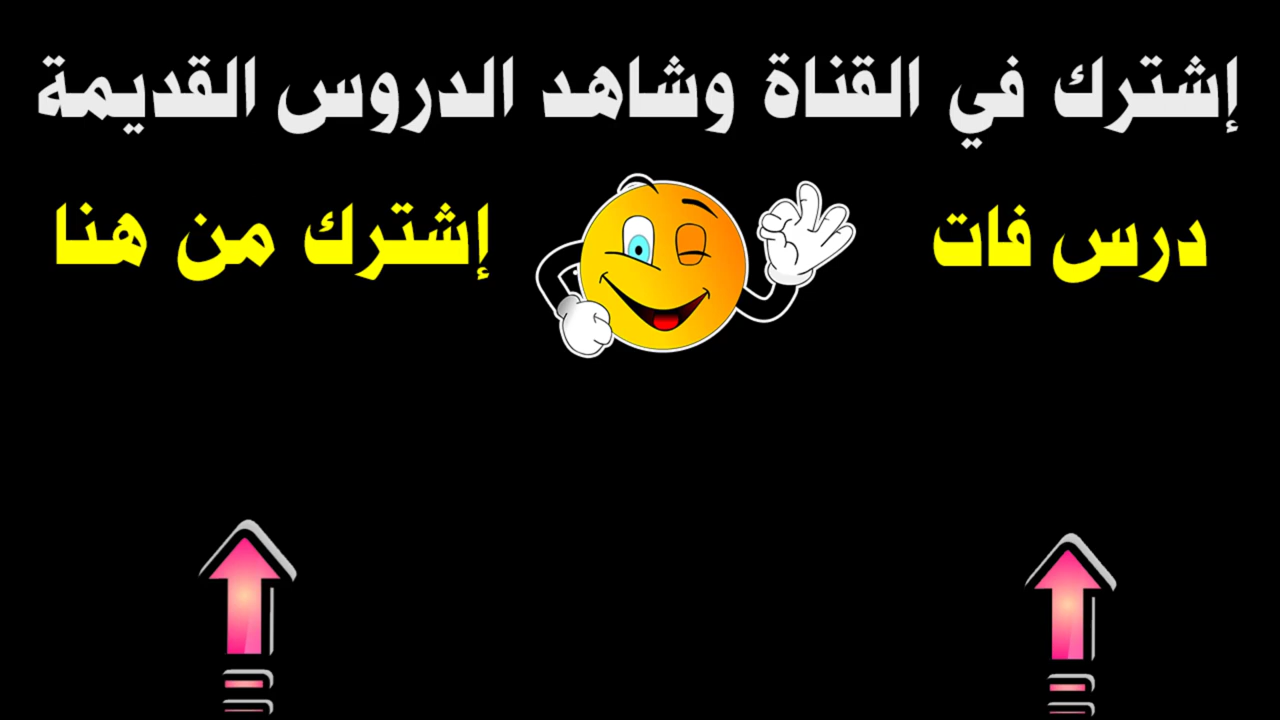 إشترك في القناة وشاهد الدروس القديمة
درس فات
إشترك من هنا